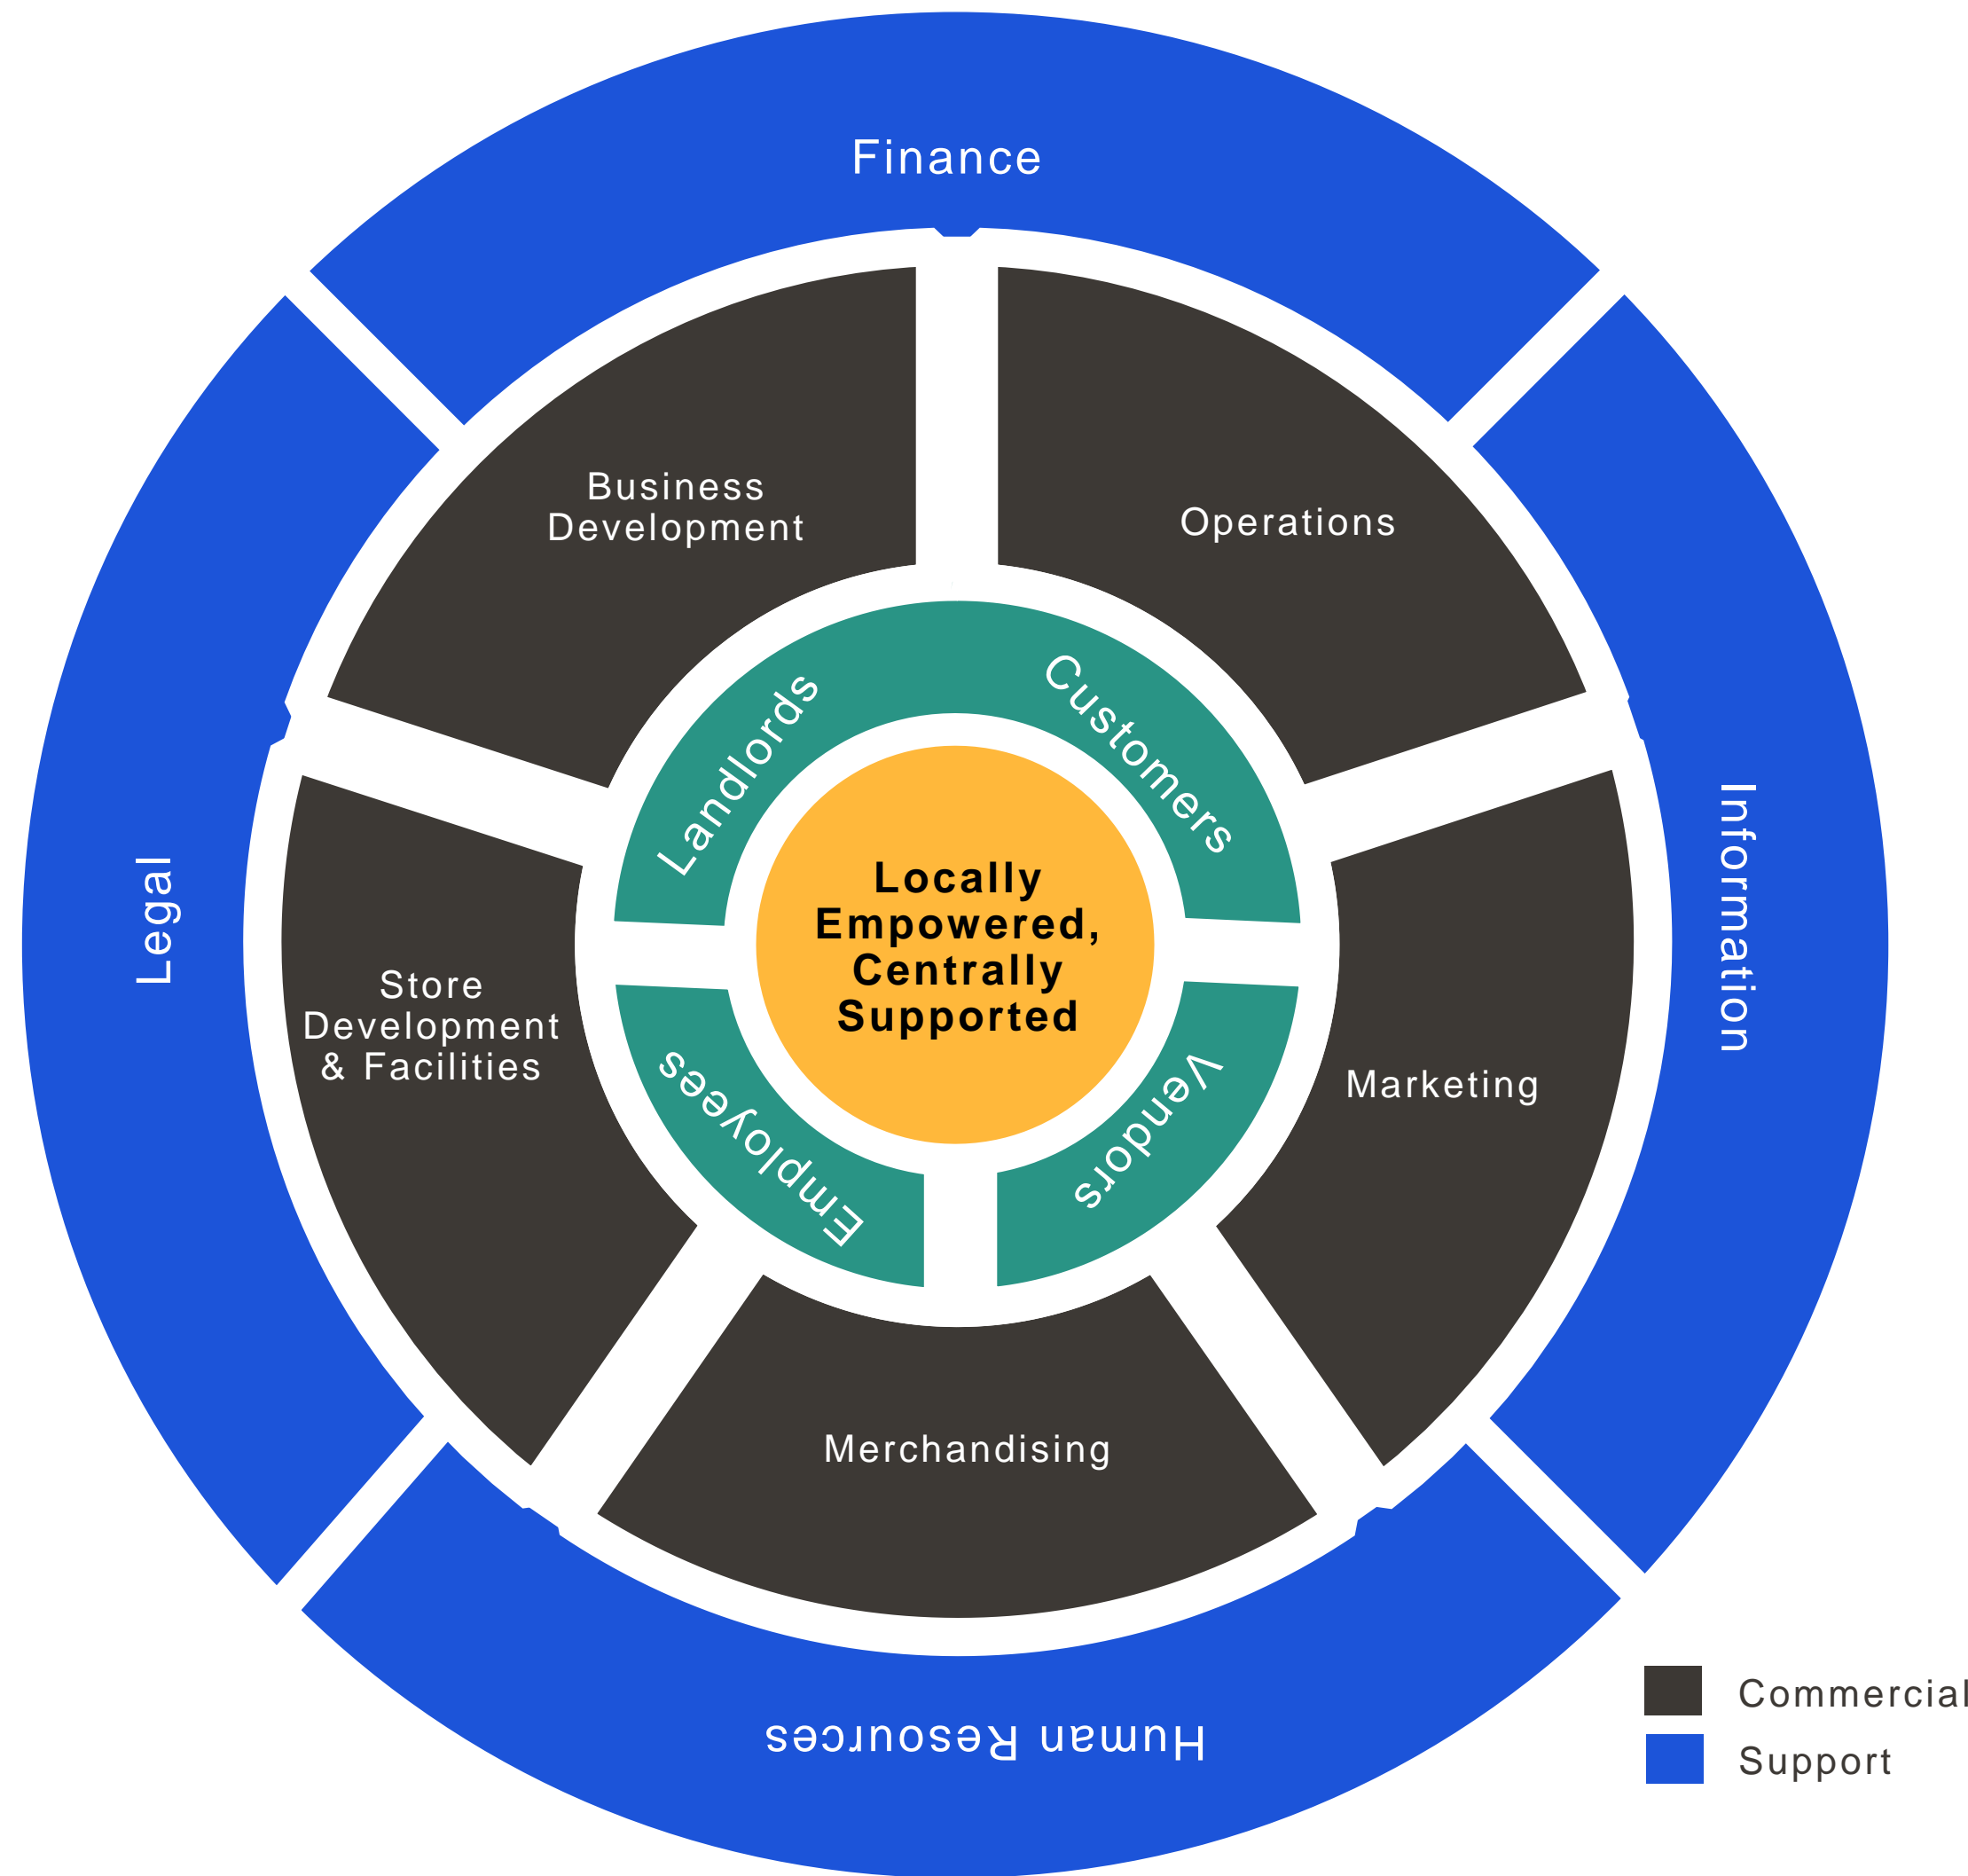 Finance
Business
Development
Operations
Landlords
Customers
Legal
Information
Locally
Empowered,
Centrally
Supported
Store
Development
& Facilities
Marketing
Employees
Vendors
Merchandising
Human Resources
Commercial
Support